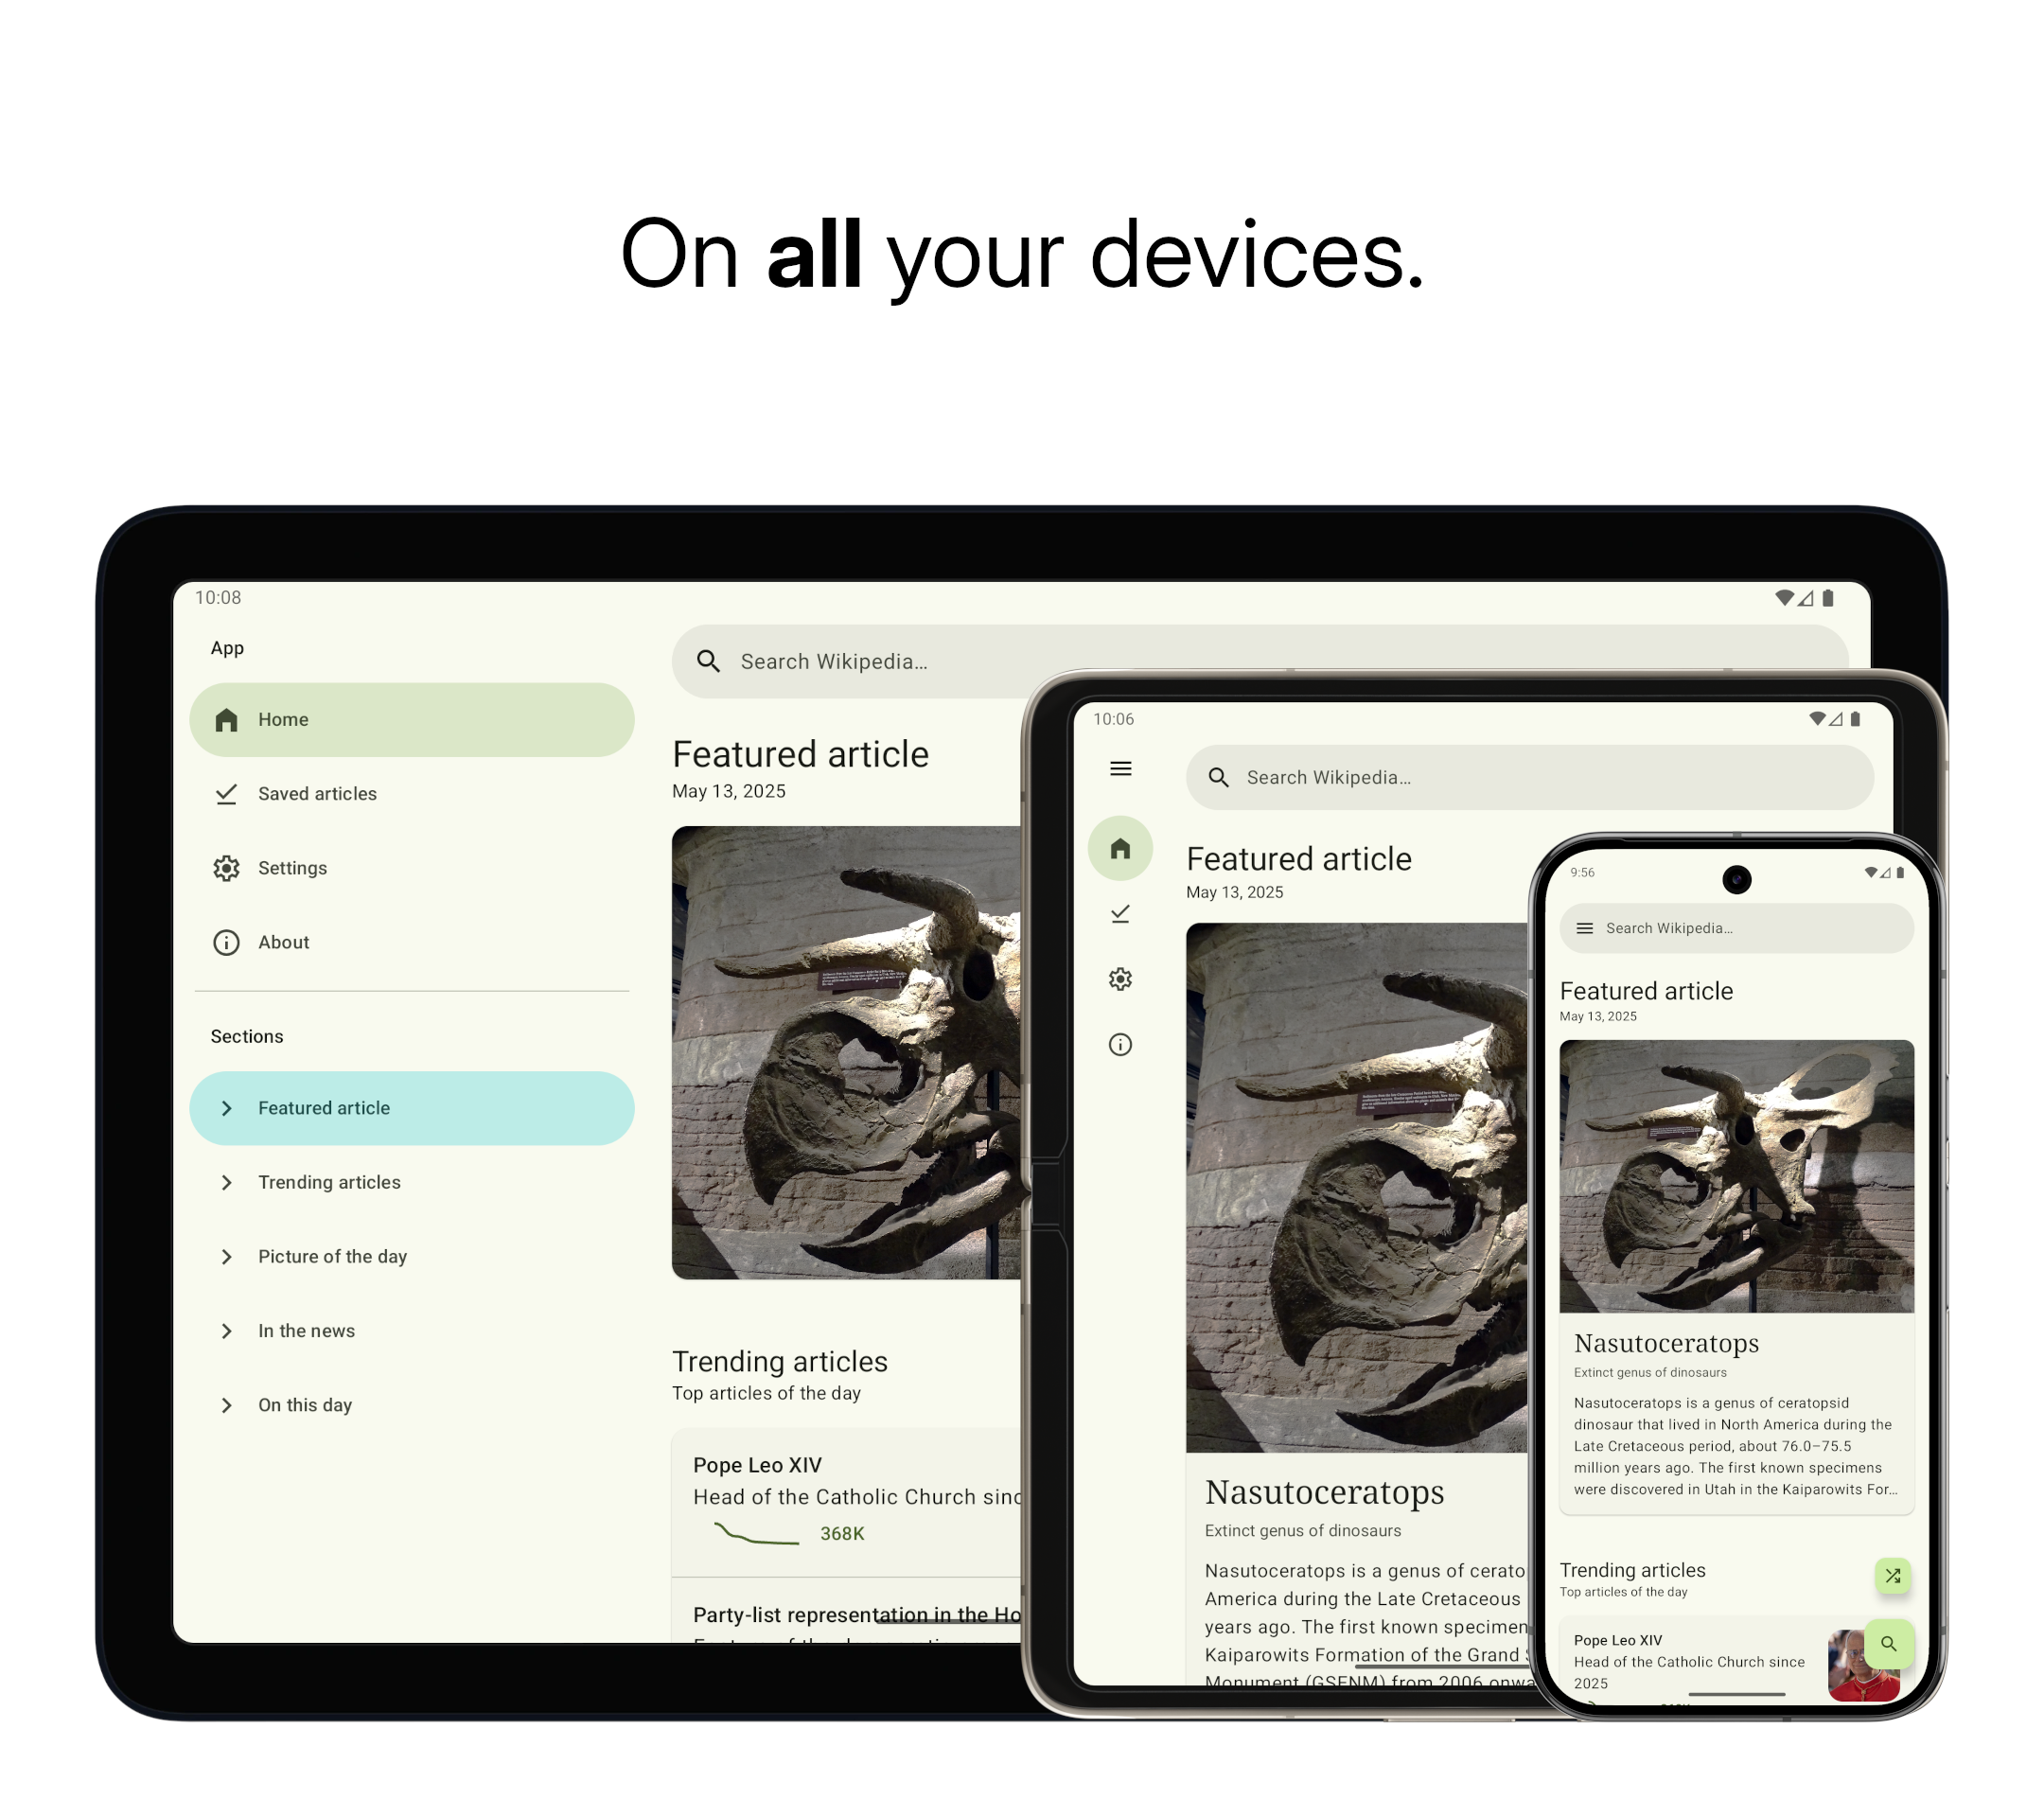 On all your devices.
10:08
App
Home
Saved articles
Settings
About
Sections
Featured article
Trending articles
Picture of the day
In the news
On this day
Search Wikipedia…
Featured article
May 13, 2025
Trending articles
Top articles of the day
Pope Leo XIV
Head of the Catholic Church sinc
368K
Party-list representation in the Ho
10:06
Search Wikipedia…
Featured article
May 13, 2025
Nasutoceratops
Extinct genus of dinosaurs
Nasutoceratops is a genus of cerato
America during the Late Cretaceous
years ago. The first known specimen
Kaiparowits Formation of the Grand
Monument (GSENM) from 2006 onwa
9:56
Search Wikipedia…
Featured article
May 13, 2025
Nasutoceratops
Extinct genus of dinosaurs
Nasutoceratops is a genus of ceratopsid
dinosaur that lived in North America during the
Late Cretaceous period, about 76.0–75.5
million years ago. The first known specimens
were discovered in Utah in the Kaiparowits For…
Trending articles
Top articles of the day
Pope Leo XIV
Head of the Catholic Church since
2025